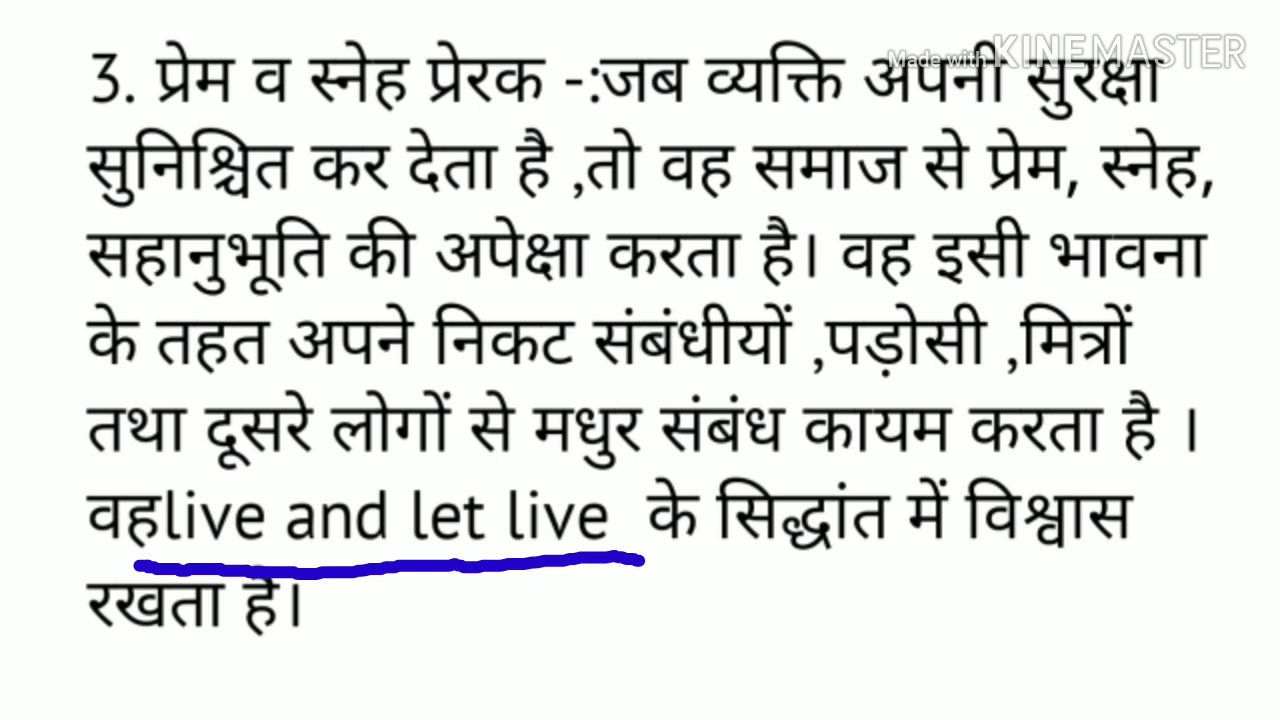 Made with KINEMASTER
3. प्रेम व स्नेह प्रेरक -:जब व्यक्ति अपनी सुरक्षा
सुनिश्चित कर देता है ,तो वह समाज से प्रेम, स्नेह,
सहानुभूति की अपेक्षा करता है। वह इसी भावना
के तहत अपने निकट संबंधीयों ,पड़ोसी ,मित्रों
तथा दूसरे लोगों से मधुर संबंध कायम करता है ।
वहlive and let live के सिद्धांत में विश्वास
रखता है।